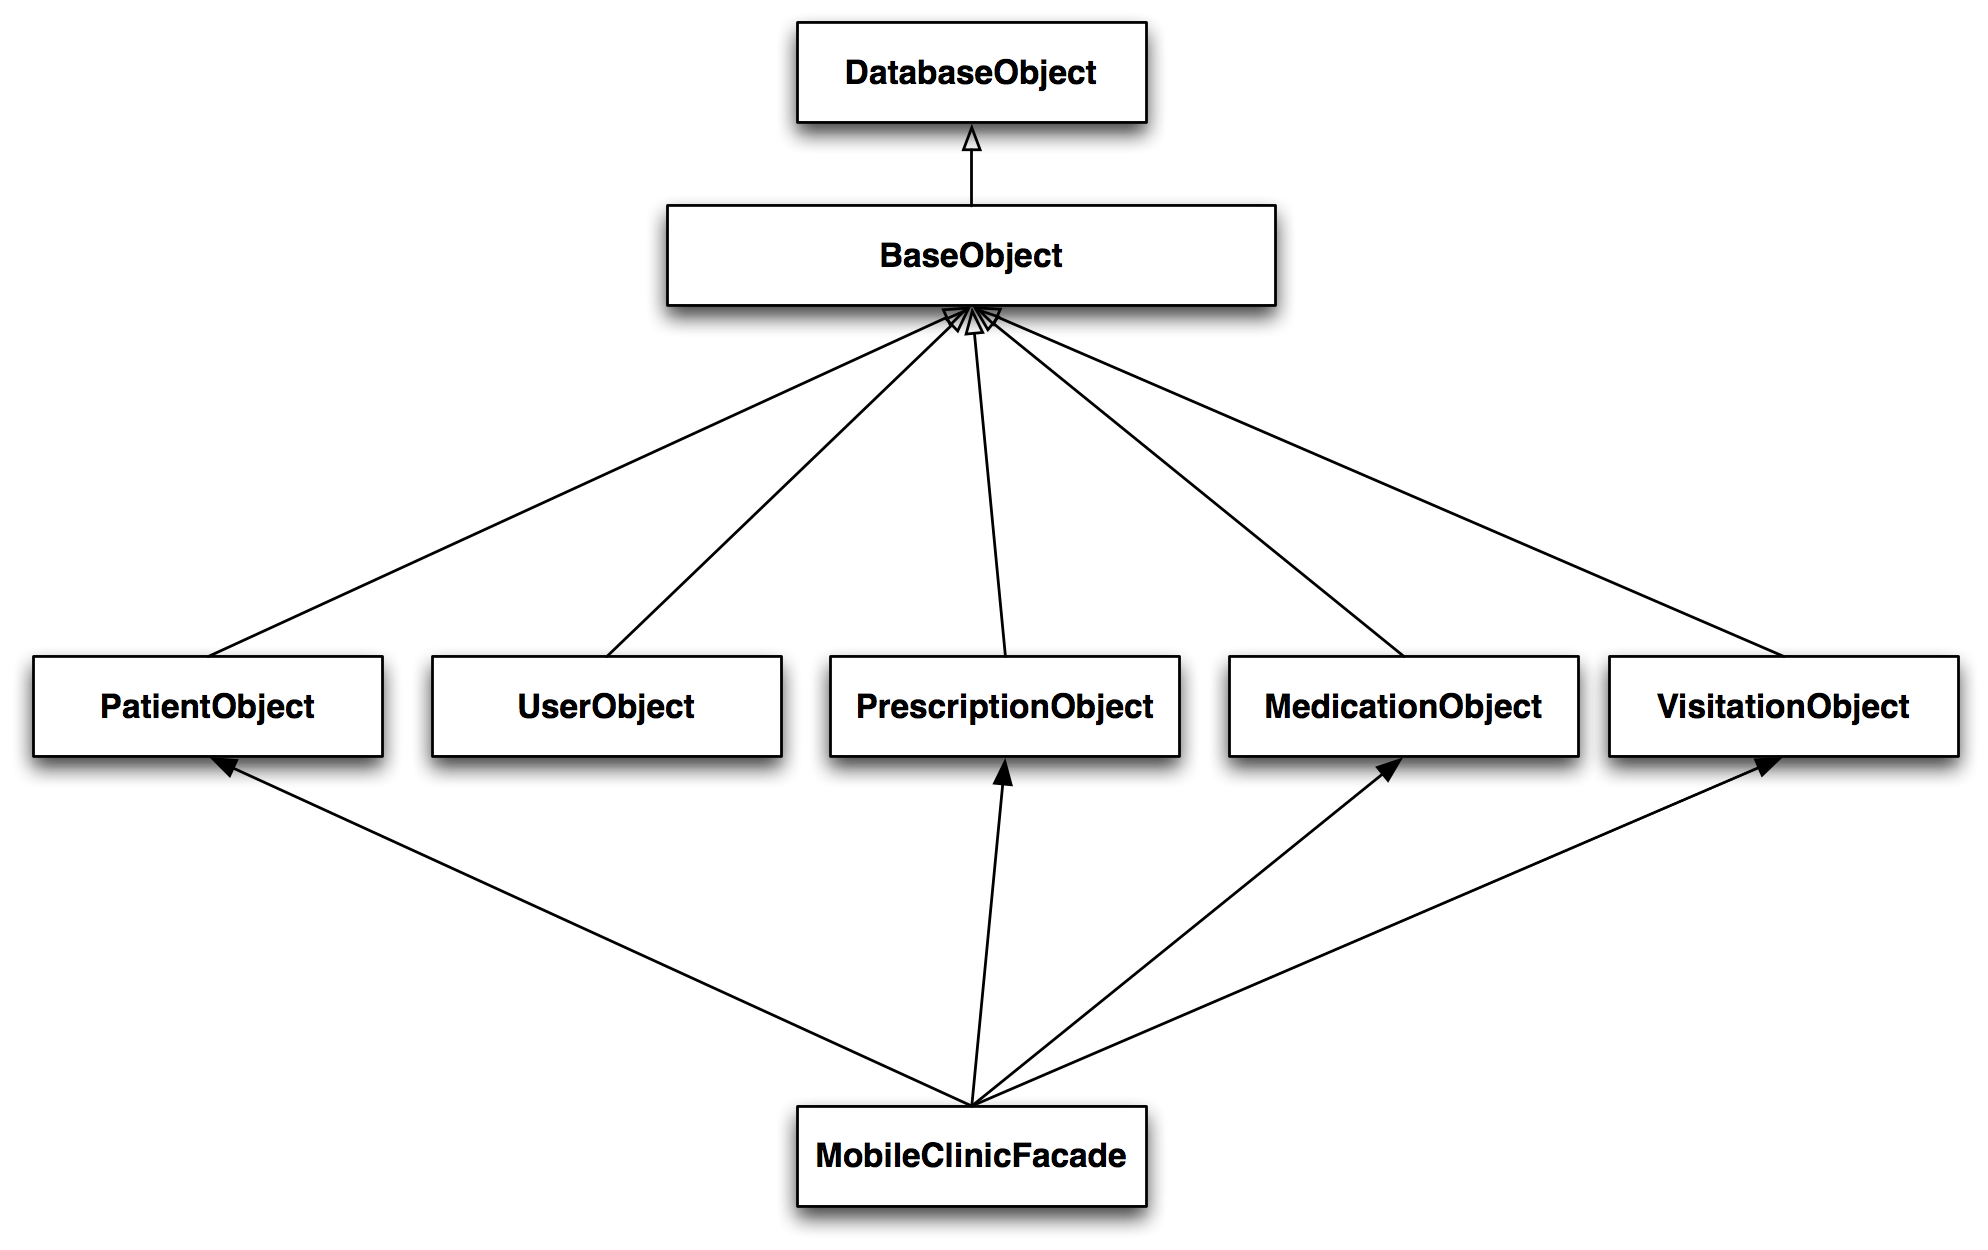 DatabaseObject
BaseObject
PatientObject
UserObject
PrescriptionObject
MedicationObject
VisitationObject
MobileClinicFacade